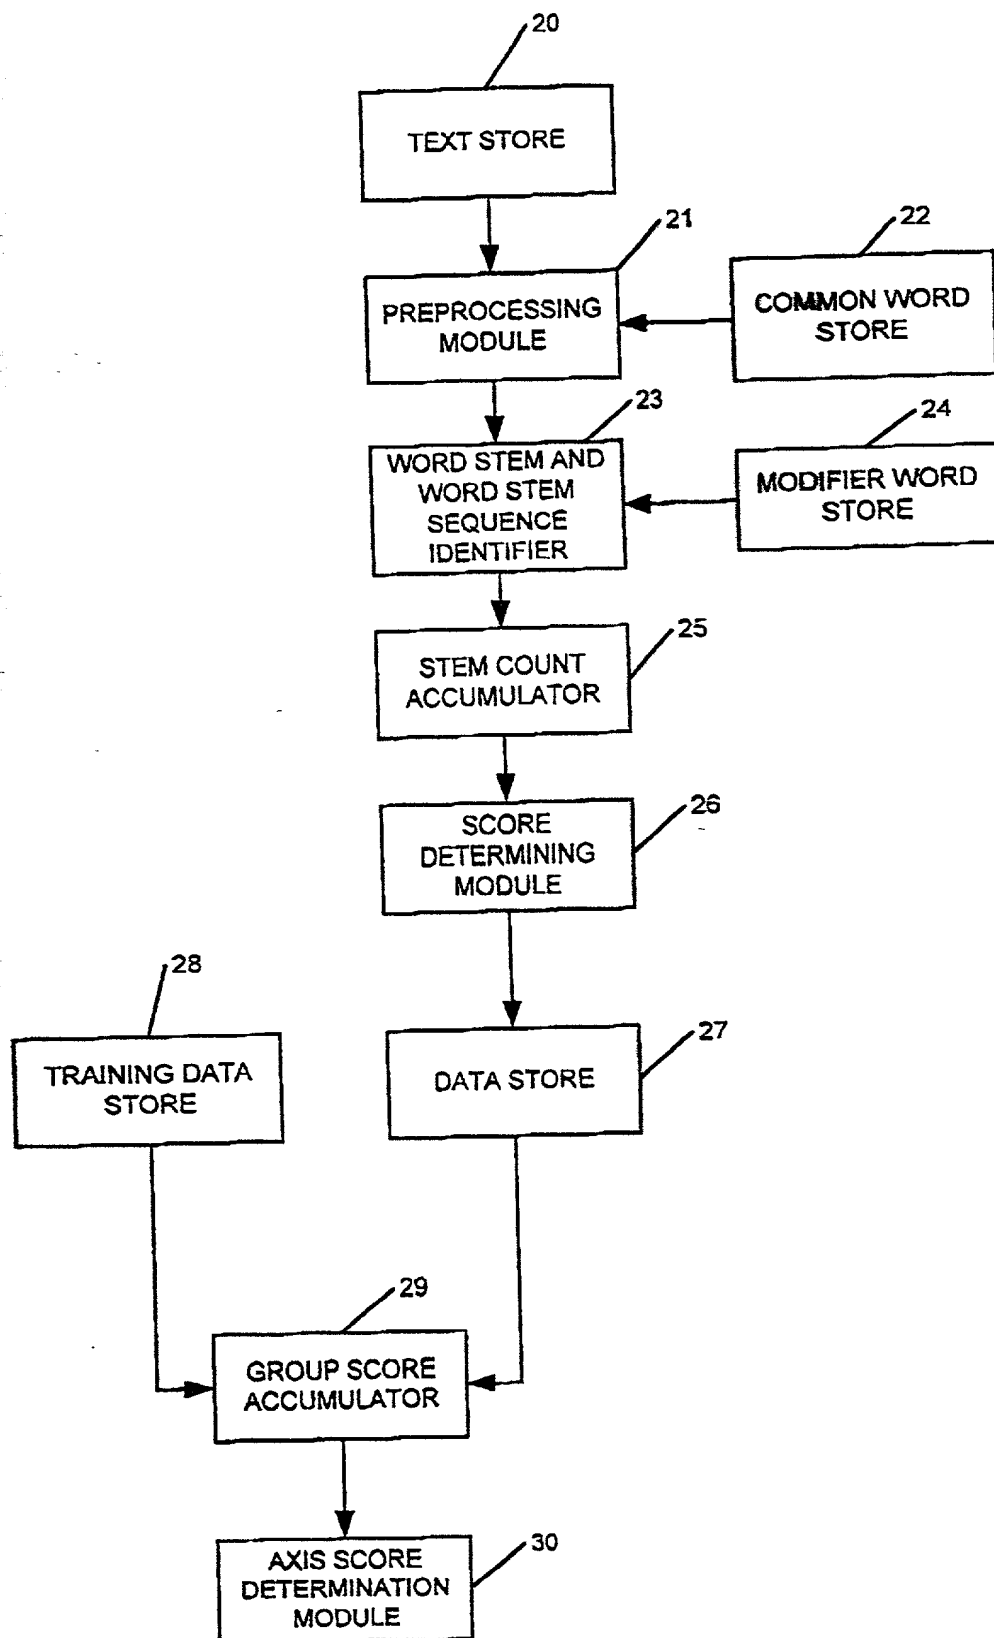 20
TEXT STORE
21
22
PREPROCESSING
MODULE
COMMON WORD
STORE
23
24
WORD STEM AND
WORD STEM
SEQUENCE
IDENTIFIER
MODIFIER WORD
STORE
25
STEM COUNT
ACCUMULATOR
26
SCORE
DETERMINING
MODULE
28
27
TRAINING DATA
STORE
DATA STORE
29
GROUP SCORE
ACCUMULATOR
30
AXIS SCORE
DETERMINATION
MODULE